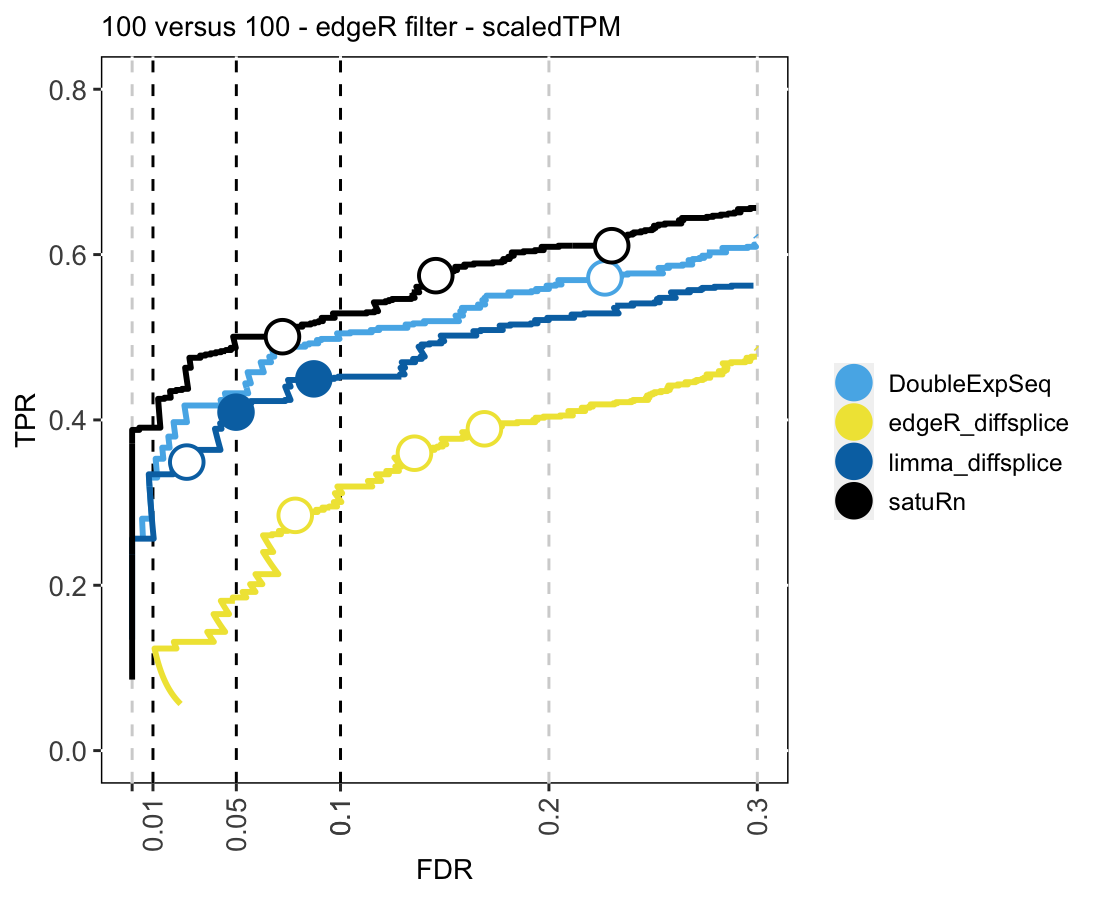 100 versus 100 - edgeR filter - scaledTPM
TPR
0.8
0.6
0.4
0.2
0.0
0.01
0.05
0.1
0.2
0.3
FDR
DoubleExpSeq
edgeR_diffsplice
limma_diffsplice
satuRn